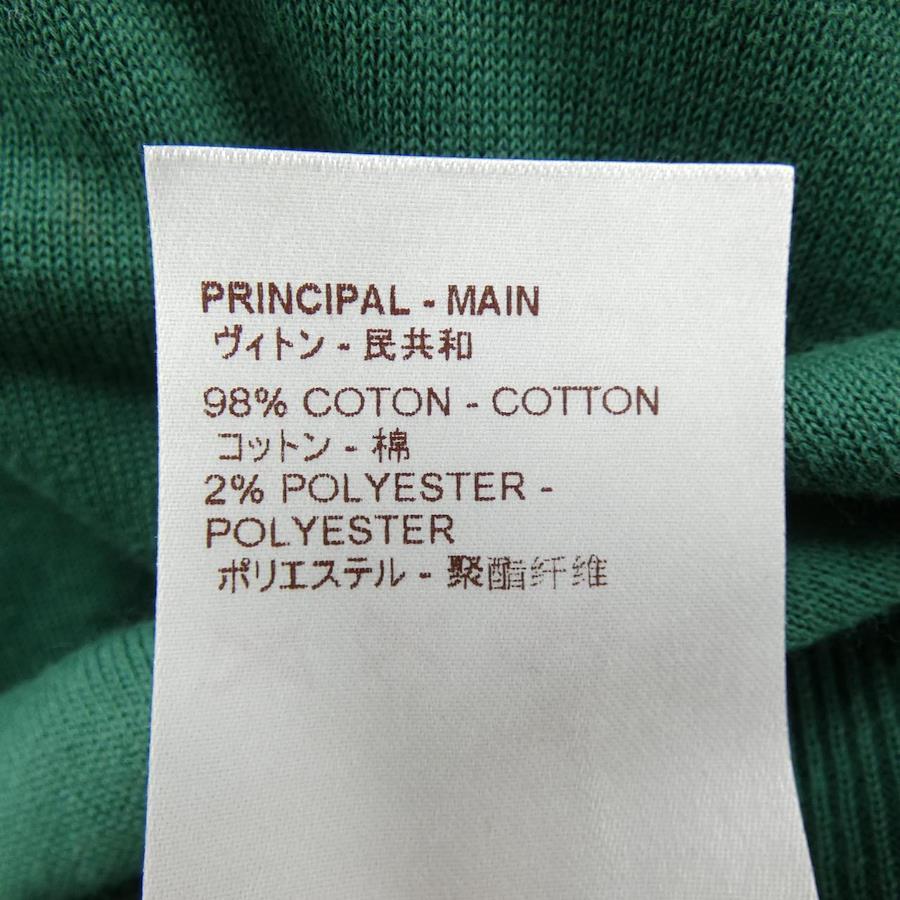 PRINCIPAL - MAIN
ヴィトン - 民共和
98% COTON - COTTON
コットン - 棉
2% POLYESTER -
POLYESTER
ポリエステル - 聚酯纤维